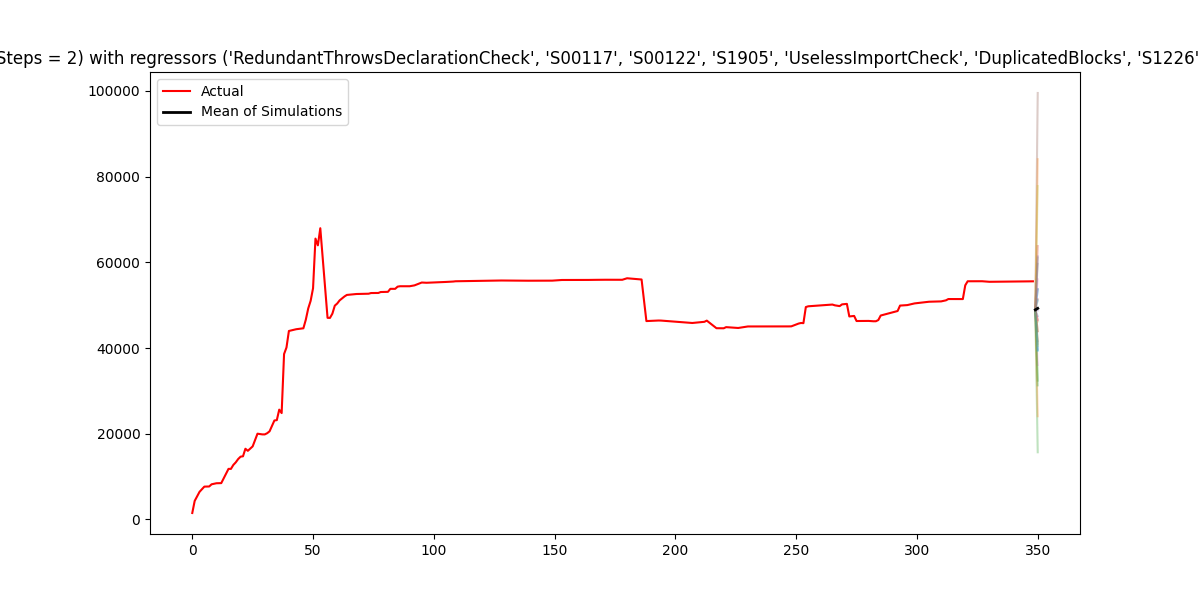 Steps = 2) with regressors ('RedundantThrowsDeclarationCheck', 'S00117', 'S00122', 'S1905', 'UselessImportCheck', 'DuplicatedBlocks', 'S1226'
Actual
Mean of Simulations
100000
80000
60000
40000
20000
0
0 50 100 150 200 250 300 350